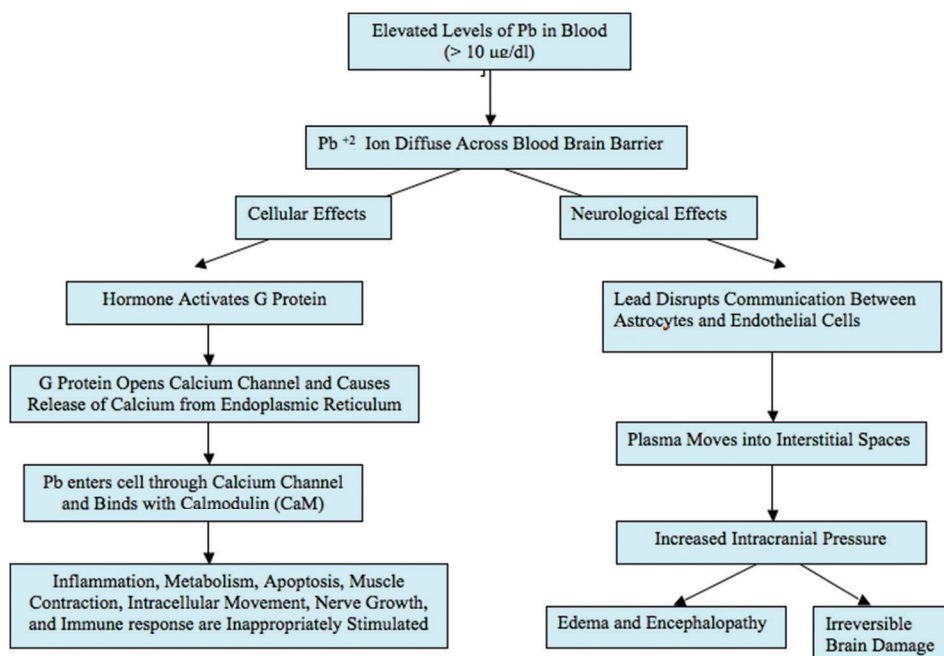 Elevated Levels of Pb in Blood
(> 10 µg/dl)
Pb +2 Ion Diffuse Across Blood Brain Barrier
Cellular Effects
Neurological Effects
Hormone Activates G Protein
Lead Disrupts Communication Between
Astrocytes and Endothelial Cells
G Protein Opens Calcium Channel and Causes
Release of Calcium from Endoplasmic Reticulum
Plasma Moves into Interstitial Spaces
Pb enters cell through Calcium Channel
and Binds with Calmodulin (CaM)
Increased Intracranial Pressure
Inflammation, Metabolism, Apoptosis, Muscle
Contraction, Intracellular Movement, Nerve Growth,
and Immune response are Inappropriately Stimulated
Edema and Encephalopathy
Irreversible
Brain Damage